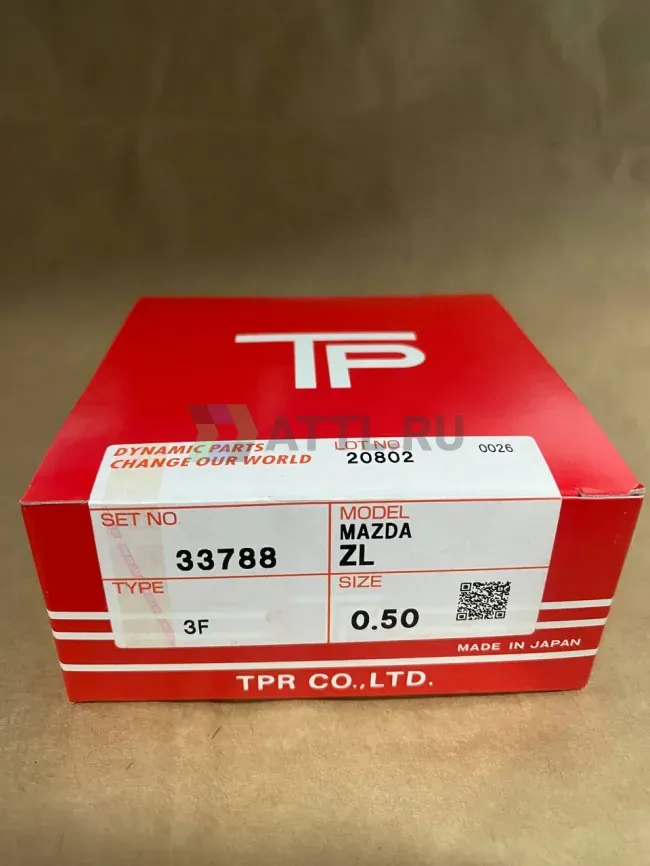 TP
ATTI.RU
DYNAMIC PARTS
CHANGE OUR WORLD
LOT NO
20802
0026
SET NO
33788
MODEL
MAZDA
ZL
TYPE
3F
SIZE
0.50
MADE IN JAPAN
TPR CO.,LTD.